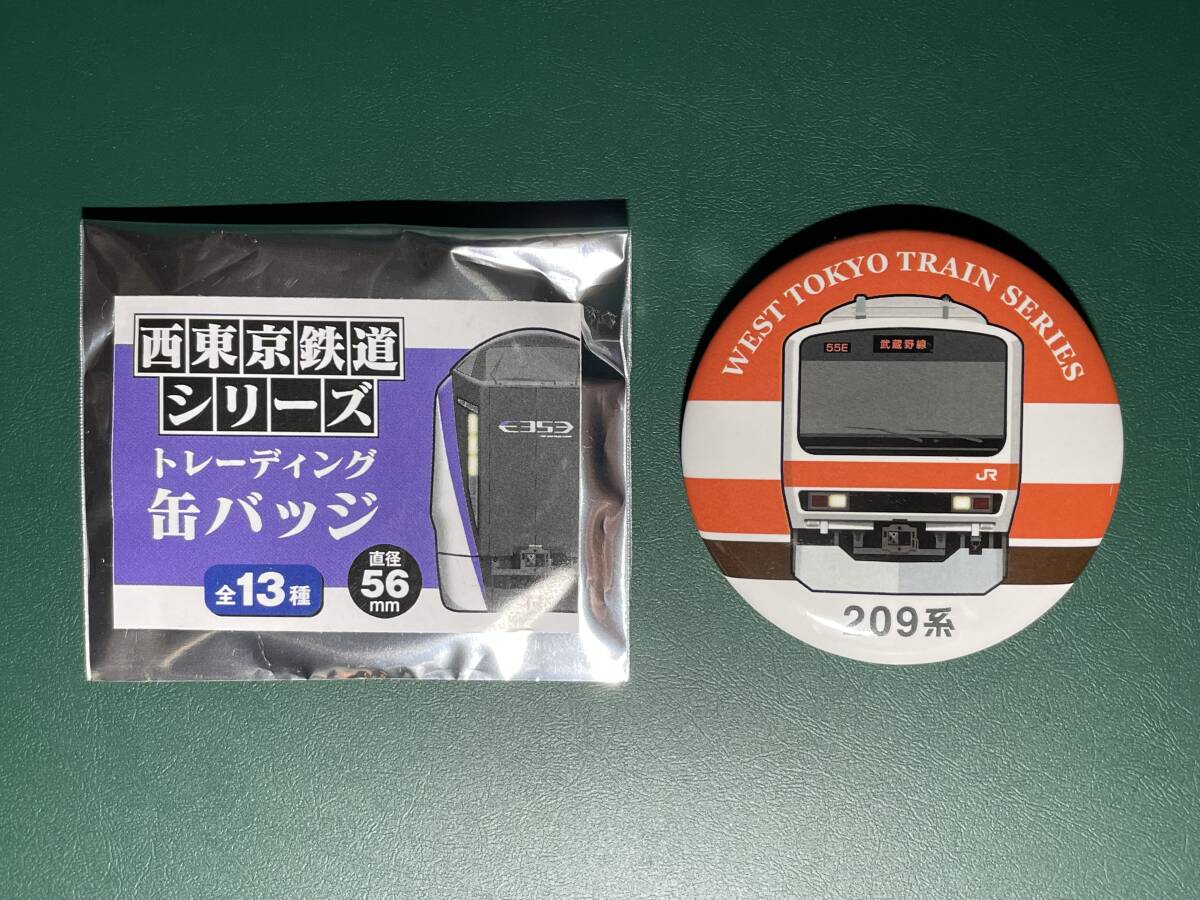 西東京鉄道
シリーズ
トレーディング
缶バッジ
全13種
直径
56
mm
E353
WEST TOKYO TRAIN SERIES
55E
武蔵野線
JR
209系